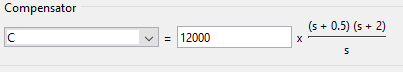 Compensator
C = 12000 x (s + 0.5) (s + 2)
s